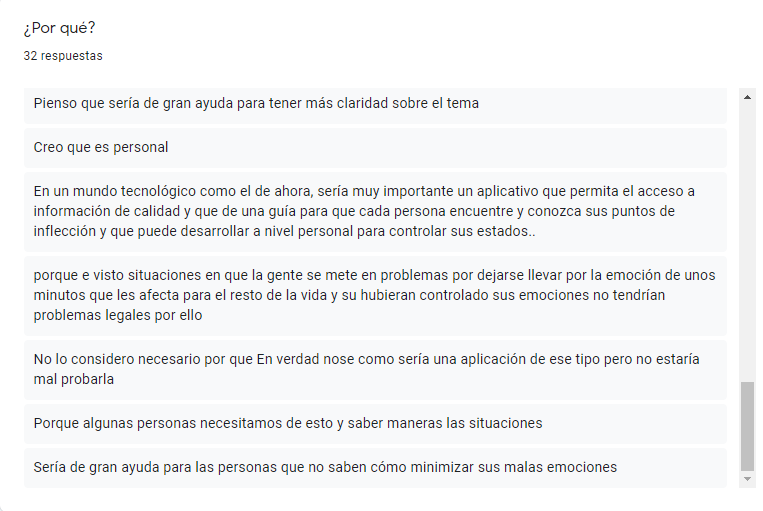 ¿Por qué?
32 respuestas
Pienso que sería de gran ayuda para tener más claridad sobre el tema
Creo que es personal
En un mundo tecnológico como el de ahora, sería muy importante un aplicativo que permita el acceso a
información de calidad y que de una guía para que cada persona encuentre y conozca sus puntos de
inflección y que puede desarrollar a nivel personal para controlar sus estados..
porque e visto situaciones en que la gente se mete en problemas por dejarse llevar por la emoción de unos
minutos que les afecta para el resto de la vida y su hubieran controlado sus emociones no tendrían
problemas legales por ello
No lo considero necesario por que En verdad nose como sería una aplicación de ese tipo pero no estaría
mal probarla
Porque algunas personas necesitamos de esto y saber maneras las situaciones
Sería de gran ayuda para las personas que no saben cómo minimizar sus malas emociones